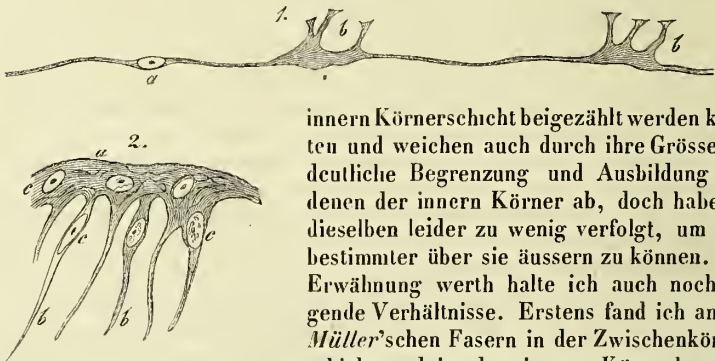 1. b b
a
2.
a
c
c c
b b
innern Körnerschicht beigezählt werden k
ten und weichen auch durch ihre Grösse
deutliche Begrenzung und Ausbildung
denen der innern Körner ab, doch habe
dieselben leider zu wenig verfolgt, um
bestimmter über sie äussern zu können.
Erwähnung werth halte ich auch noch
gende Verhältnisse. Erstens fand ich an
Müller'schen Fasern in der Zwischenkör